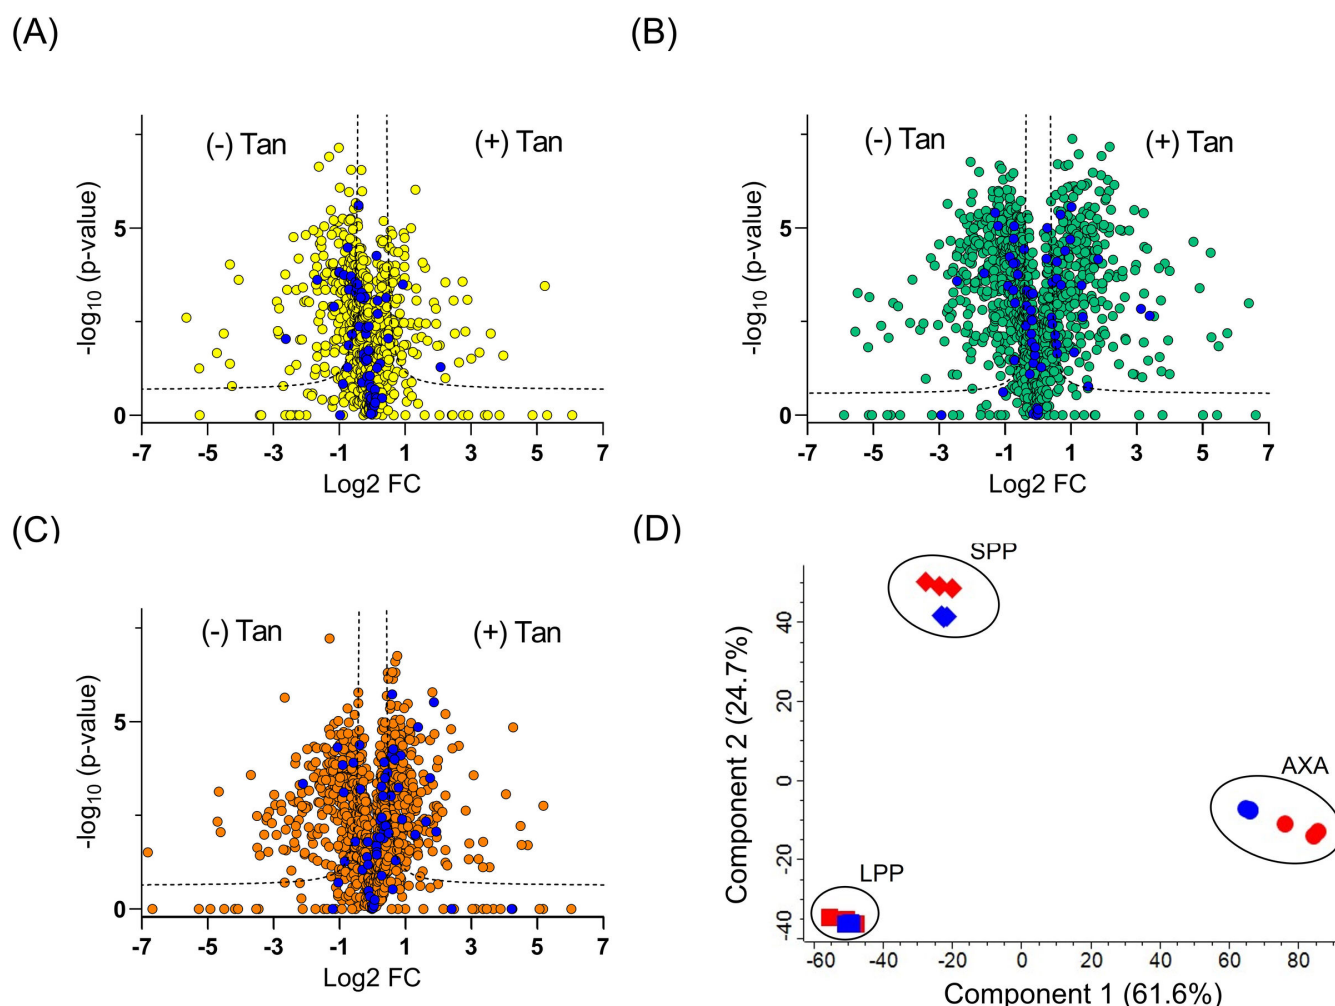 (A)
(-) Tan
(+) Tan
-log10 (p-value)
5
0
-7 -5 -3 -1 1 3 5 7
Log2 FC
(B)
(-) Tan
(+) Tan
-log10 (p-value)
5
0
-7 -5 -3 -1 1 3 5 7
Log2 FC
(C)
(-) Tan
(+) Tan
-log10 (p-value)
5
0
-7 -5 -3 -1 1 3 5 7
Log2 FC
(D)
SPP
AXA
LPP
Component 2 (24.7%)
40
20
0
-20
-40
-60 -40 -20 0 20 40 60 80
Component 1 (61.6%)